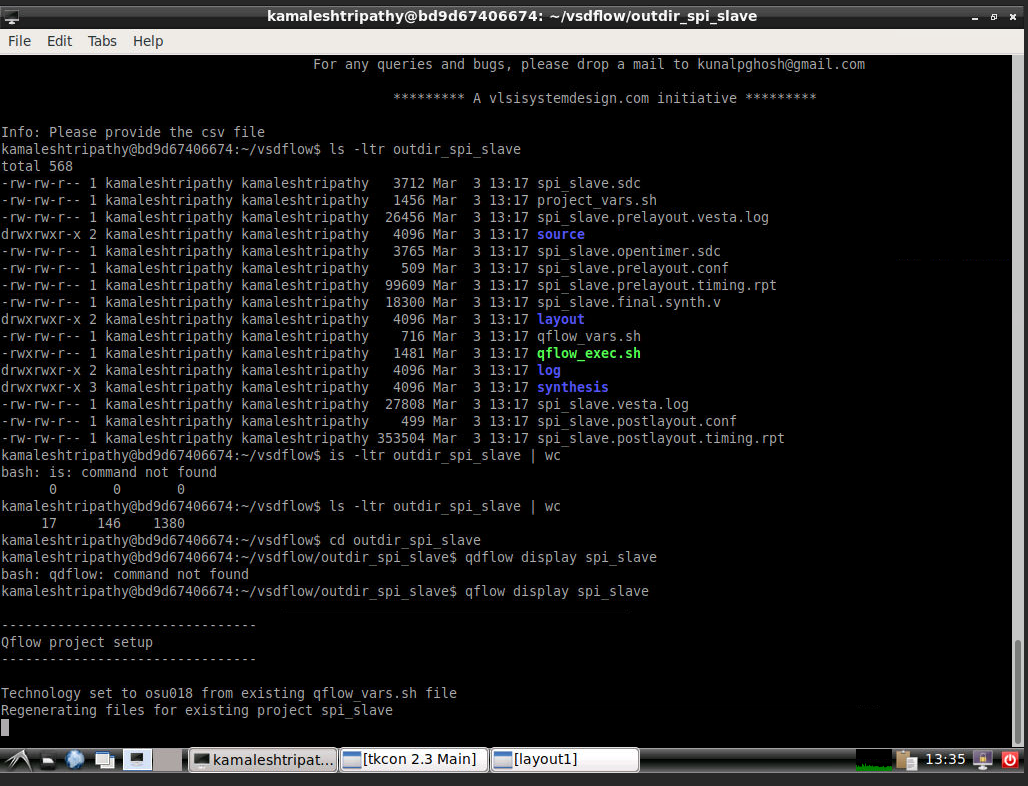 kamaleshtripathy@bd9d67406674: ~/vsdflow/outdir_spi_slave
File Edit Tabs Help
For any queries and bugs, please drop a mail to kunalpghosh@gmail.com
********* A vlsisystemdesign.com initiative *********
Info: Please provide the csv file
kamaleshtripathy@bd9d67406674:~/vsdflow$ ls -ltr outdir_spi_slave
total 568
-rw-rw-r-- 1 kamaleshtripathy kamaleshtripathy   3712 Mar  3 13:17 spi_slave.sdc
-rw-rw-r-- 1 kamaleshtripathy kamaleshtripathy   1456 Mar  3 13:17 project_vars.sh
-rw-rw-r-- 1 kamaleshtripathy kamaleshtripathy  26456 Mar  3 13:17 spi_slave.prelayout.vesta.log
drwxrwxr-x 2 kamaleshtripathy kamaleshtripathy   4096 Mar  3 13:17 source
-rw-rw-r-- 1 kamaleshtripathy kamaleshtripathy   3765 Mar  3 13:17 spi_slave.opentimer.sdc
-rw-rw-r-- 1 kamaleshtripathy kamaleshtripathy    509 Mar  3 13:17 spi_slave.prelayout.conf
-rw-rw-r-- 1 kamaleshtripathy kamaleshtripathy  99609 Mar  3 13:17 spi_slave.prelayout.timing.rpt
-rw-rw-r-- 1 kamaleshtripathy kamaleshtripathy  18300 Mar  3 13:17 spi_slave.final.synth.v
drwxrwxr-x 2 kamaleshtripathy kamaleshtripathy   4096 Mar  3 13:17 layout
-rw-rw-r-- 1 kamaleshtripathy kamaleshtripathy    716 Mar  3 13:17 qflow_vars.sh
-rwxrw-r-- 1 kamaleshtripathy kamaleshtripathy   1481 Mar  3 13:17 qflow_exec.sh
drwxrwxr-x 2 kamaleshtripathy kamaleshtripathy   4096 Mar  3 13:17 log
drwxrwxr-x 3 kamaleshtripathy kamaleshtripathy   4096 Mar  3 13:17 synthesis
-rw-rw-r-- 1 kamaleshtripathy kamaleshtripathy  27808 Mar  3 13:17 spi_slave.vesta.log
-rw-rw-r-- 1 kamaleshtripathy kamaleshtripathy    499 Mar  3 13:17 spi_slave.postlayout.conf
-rw-rw-r-- 1 kamaleshtripathy kamaleshtripathy 353504 Mar  3 13:17 spi_slave.postlayout.timing.rpt
kamaleshtripathy@bd9d67406674:~/vsdflow$ is -ltr outdir_spi_slave | wc
bash: is: command not found
      0       0       0
kamaleshtripathy@bd9d67406674:~/vsdflow$ ls -ltr outdir_spi_slave | wc
     17     146    1380
kamaleshtripathy@bd9d67406674:~/vsdflow$ cd outdir_spi_slave
kamaleshtripathy@bd9d67406674:~/vsdflow/outdir_spi_slave$ qdflow display spi_slave
bash: qdflow: command not found
kamaleshtripathy@bd9d67406674:~/vsdflow/outdir_spi_slave$ qflow display spi_slave
--------------------------------
Qflow project setup
--------------------------------
Technology set to osu018 from existing qflow_vars.sh file
Regenerating files for existing project spi_slave
kamaleshtripat... [tkcon 2.3 Main] [layout1] 13:35